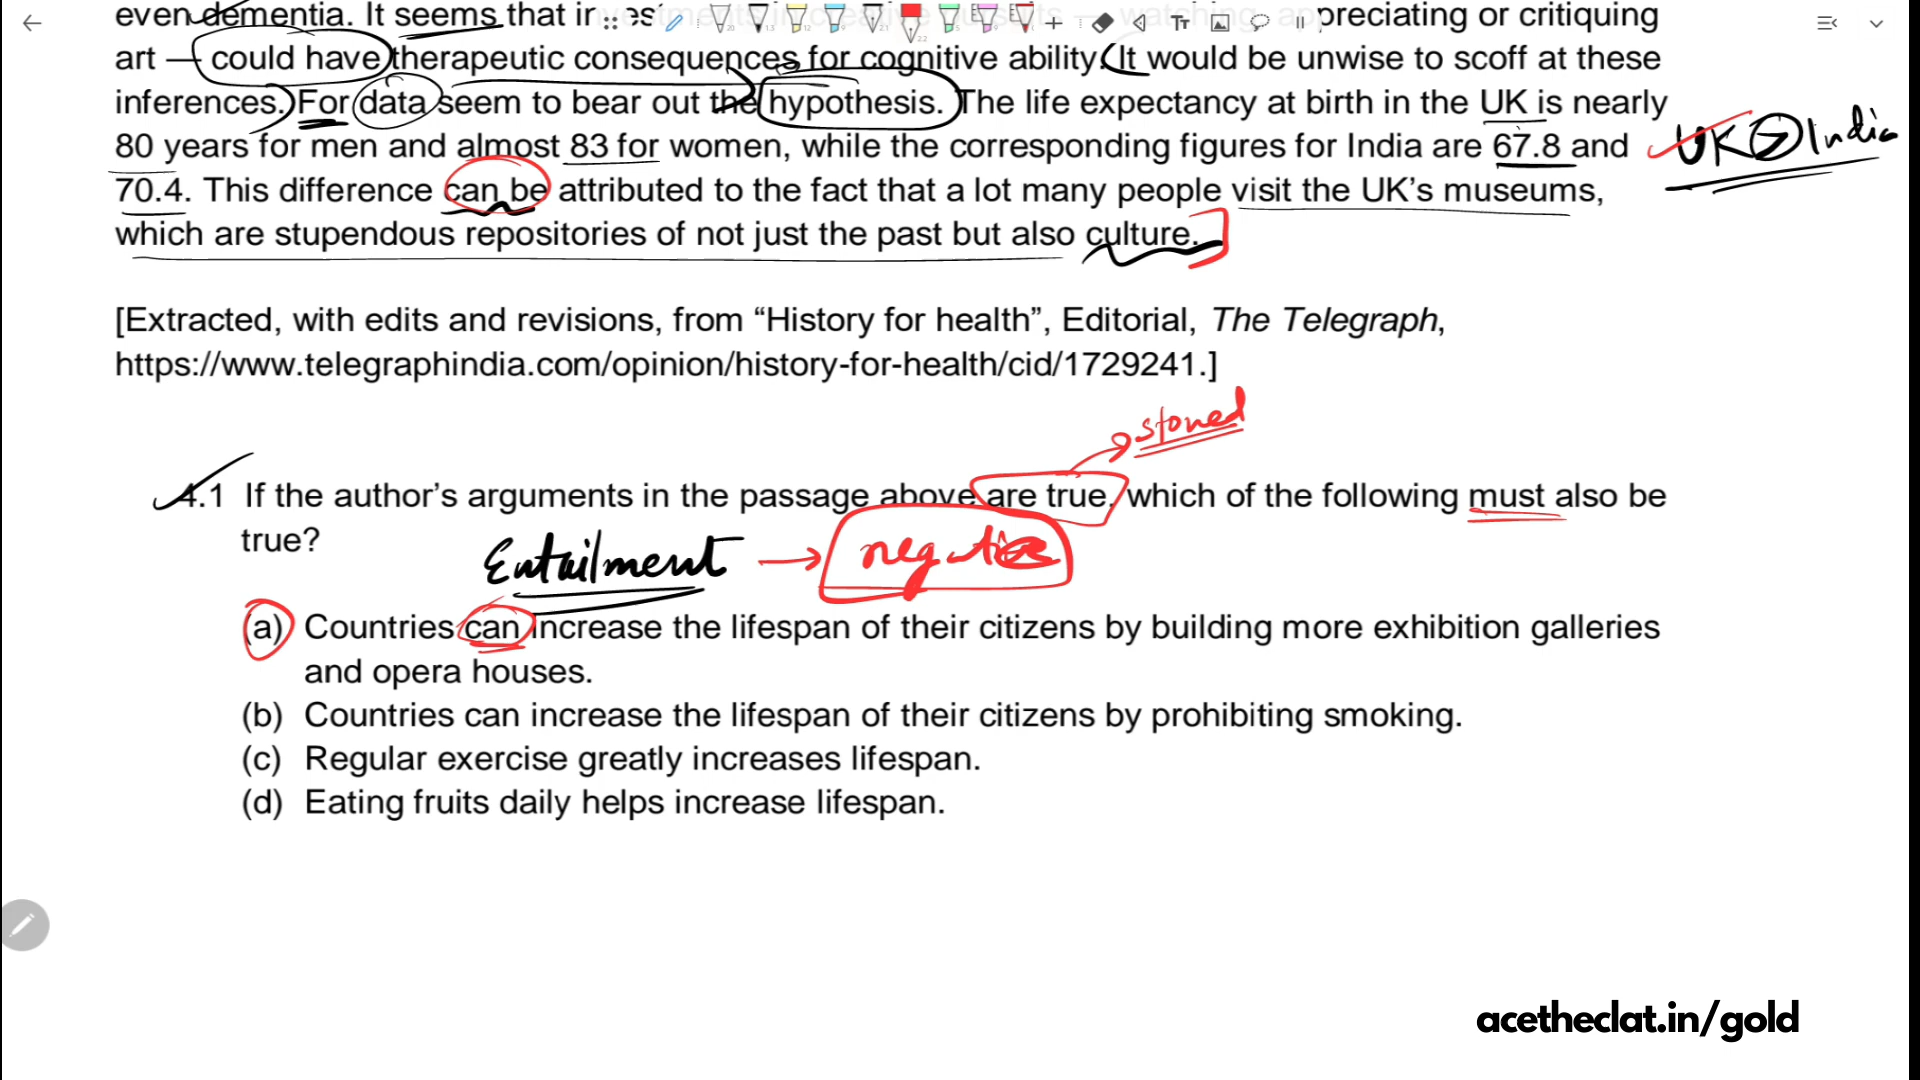 even dementia. It seems that in es preciating or critiquing
art — could have therapeutic consequences for cognitive ability. It would be unwise to scoff at these
inferences. For data seem to bear out the hypothesis. The life expectancy at birth in the UK is nearly
80 years for men and almost 83 for women, while the corresponding figures for India are 67.8 and
UK > India
70.4. This difference can be attributed to the fact that a lot many people visit the UK's museums,
which are stupendous repositories of not just the past but also culture.
[Extracted, with edits and revisions, from “History for health”, Editorial, The Telegraph,
https://www.telegraphindia.com/opinion/history-for-health/cid/1729241.]
stoned
4.1 If the author's arguments in the passage above are true, which of the following must also be
true?
Entailment → negate
(a) Countries can increase the lifespan of their citizens by building more exhibition galleries
and opera houses.
(b) Countries can increase the lifespan of their citizens by prohibiting smoking.
(c) Regular exercise greatly increases lifespan.
(d) Eating fruits daily helps increase lifespan.
acetheclat.in/gold